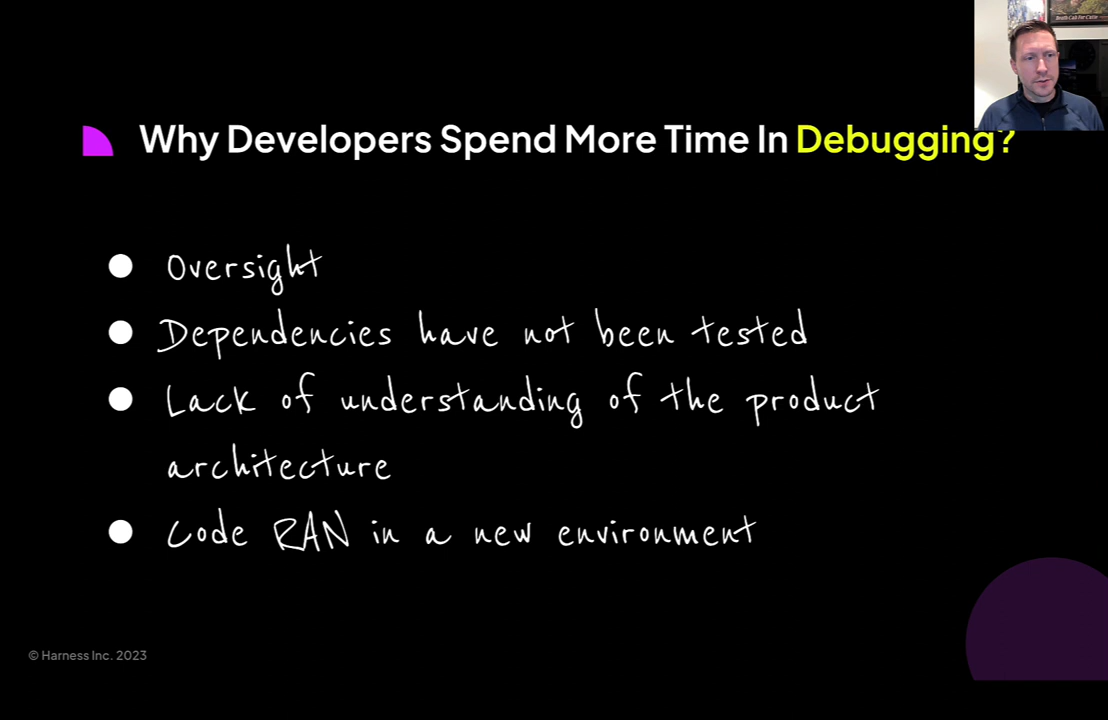 Why Developers Spend More Time In Debugging?
Oversight
Dependencies have not been tested
Lack of understanding of the product
architecture
Code RAN in a new environment
© Harness Inc. 2023